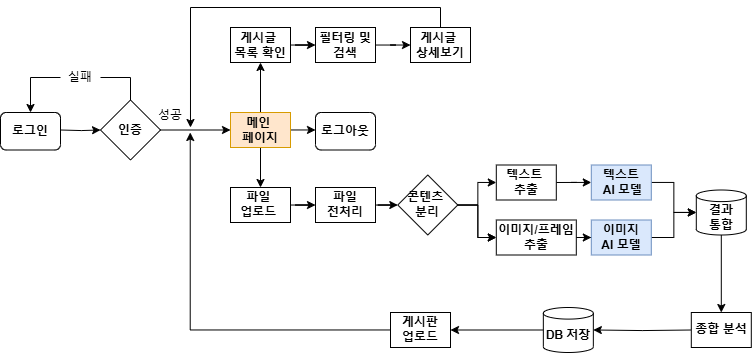 게시글
목록 확인
필터링 및
검색
게시글
상세보기
실패
성공
로그인
인증
메인
페이지
로그아웃
파일
업로드
파일
전처리
콘텐츠
분리
텍스트
추출
텍스트
AI 모델
이미지/프레임
추출
이미지
AI 모델
결과
통합
게시판
업로드
DB 저장
종합 분석